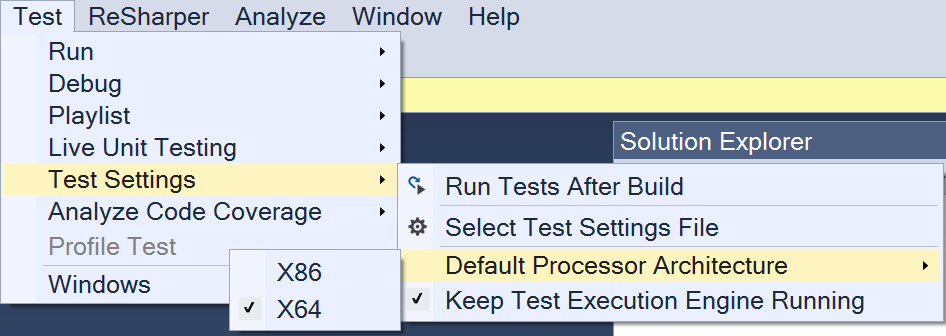 Test ReSharper Analyze Window Help
Run
Debug
Playlist
Live Unit Testing
Test Settings
Analyze Code Coverage
Profile Test
Windows
Solution Explorer
Run Tests After Build
Select Test Settings File
Default Processor Architecture
Keep Test Execution Engine Running
X86
X64